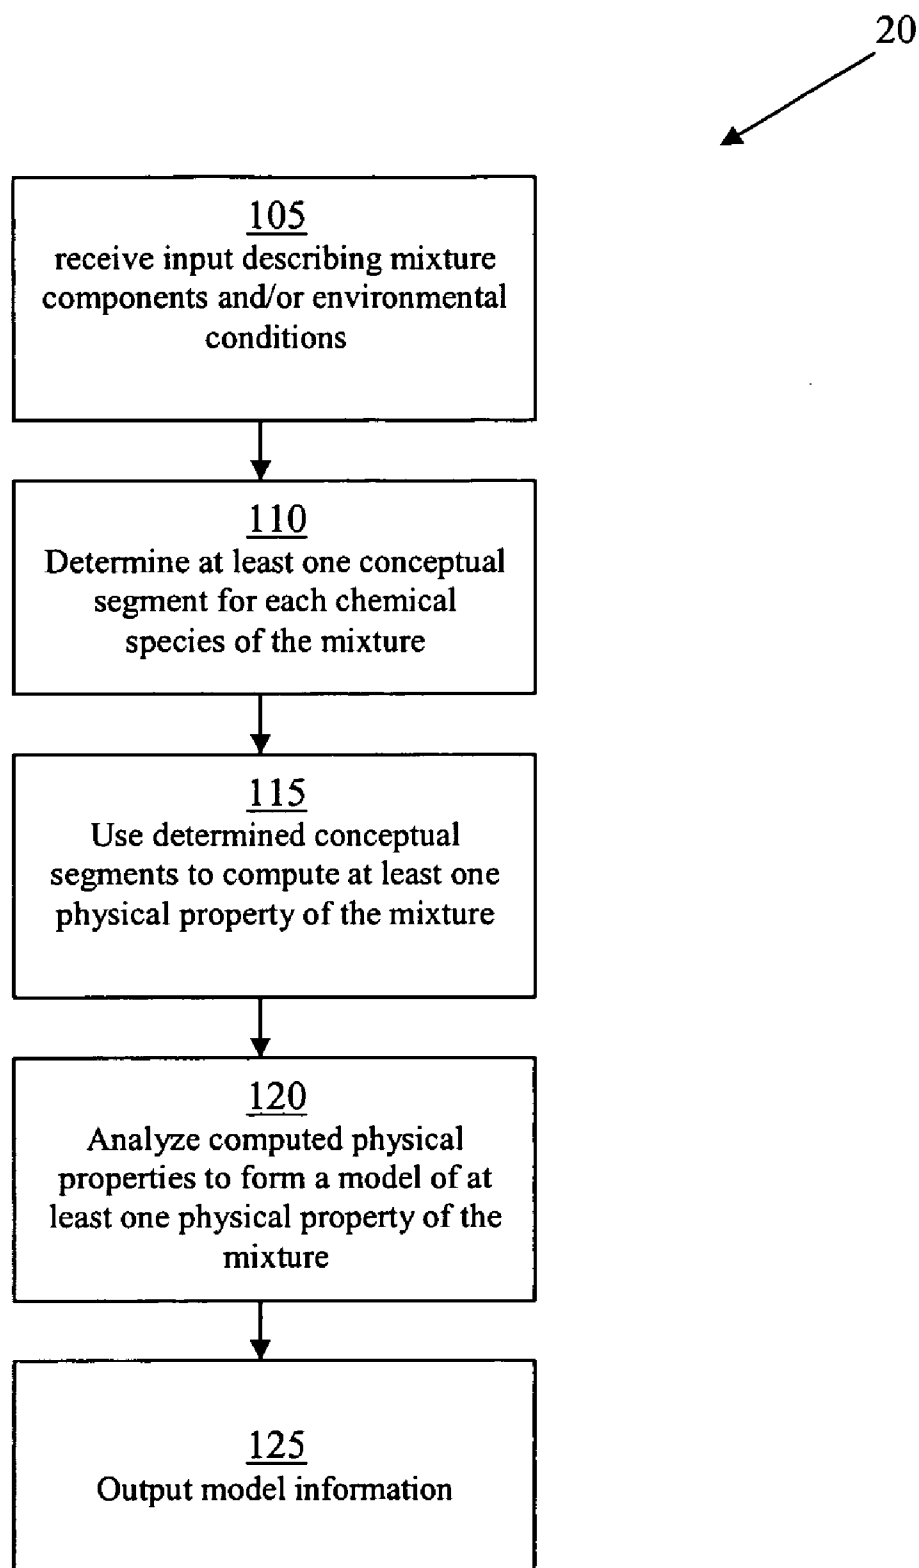 20
105
receive input describing mixture
components and/or environmental
conditions
110
Determine at least one conceptual
segment for each chemical
species of the mixture
115
Use determined conceptual
segments to compute at least one
physical property of the mixture
120
Analyze computed physical
properties to form a model of at
least one physical property of the
mixture
125
Output model information